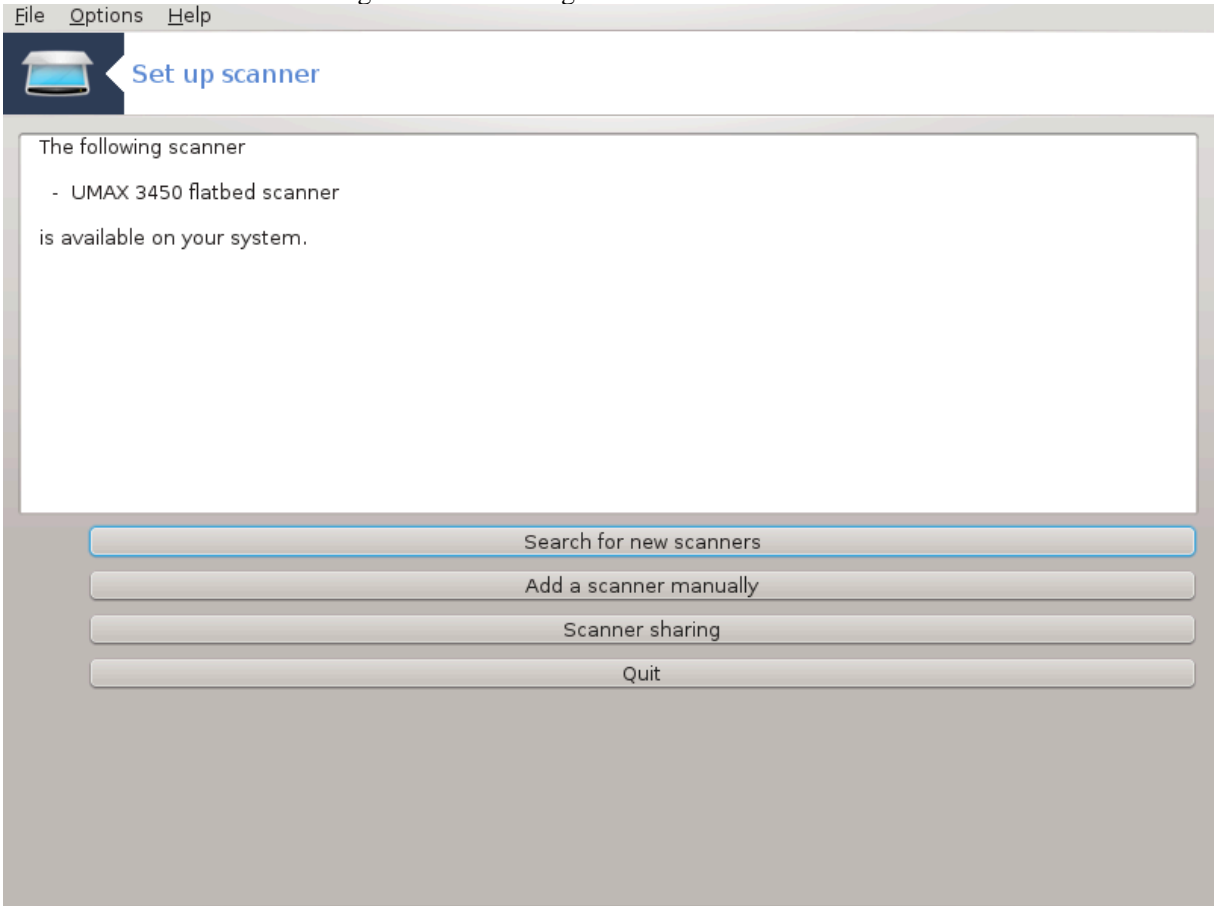 File Options Help
Set up scanner
The following scanner
- UMAX 3450 flatbed scanner
is available on your system.
Search for new scanners
Add a scanner manually
Scanner sharing
Quit